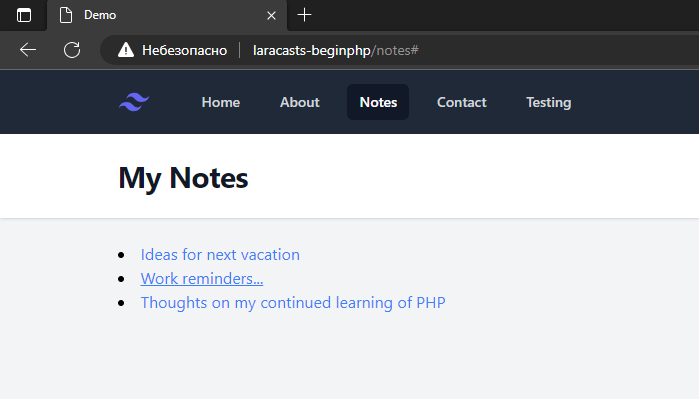 Demo
Небезопасно laracasts-beginphp/notes#
Home About Notes Contact Testing
My Notes
Ideas for next vacation
Work reminders...
Thoughts on my continued learning of PHP